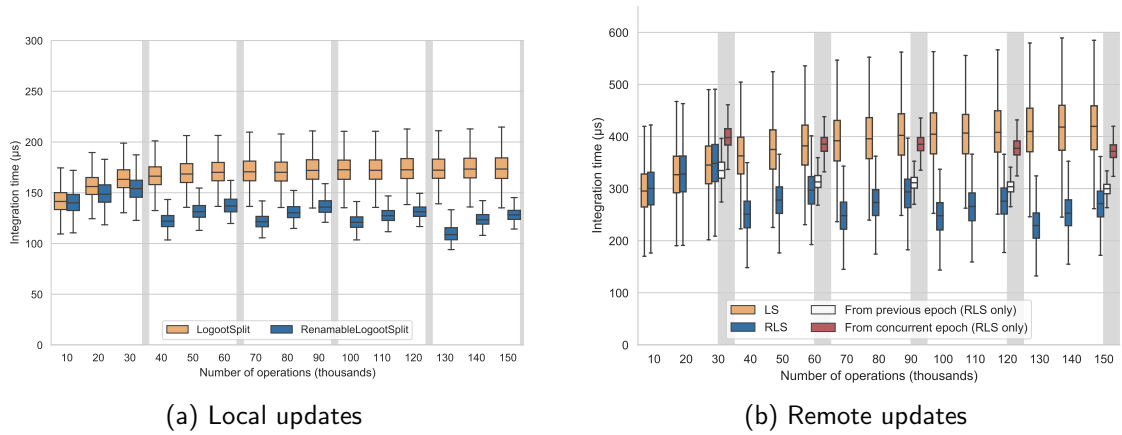 300
250
200
150
100
50
0
Integration time (µs)
10 20 30 40 50 60 70 80 90 100 110 120 130 140 150
Number of operations (thousands)
LogootSplit RenamableLogootSplit
(a) Local updates
600
500
400
300
200
100
0
Integration time (µs)
10 20 30 40 50 60 70 80 90 100 110 120 130 140 150
Number of operations (thousands)
LS From previous epoch (RLS only)
RLS From concurrent epoch (RLS only)
(b) Remote updates